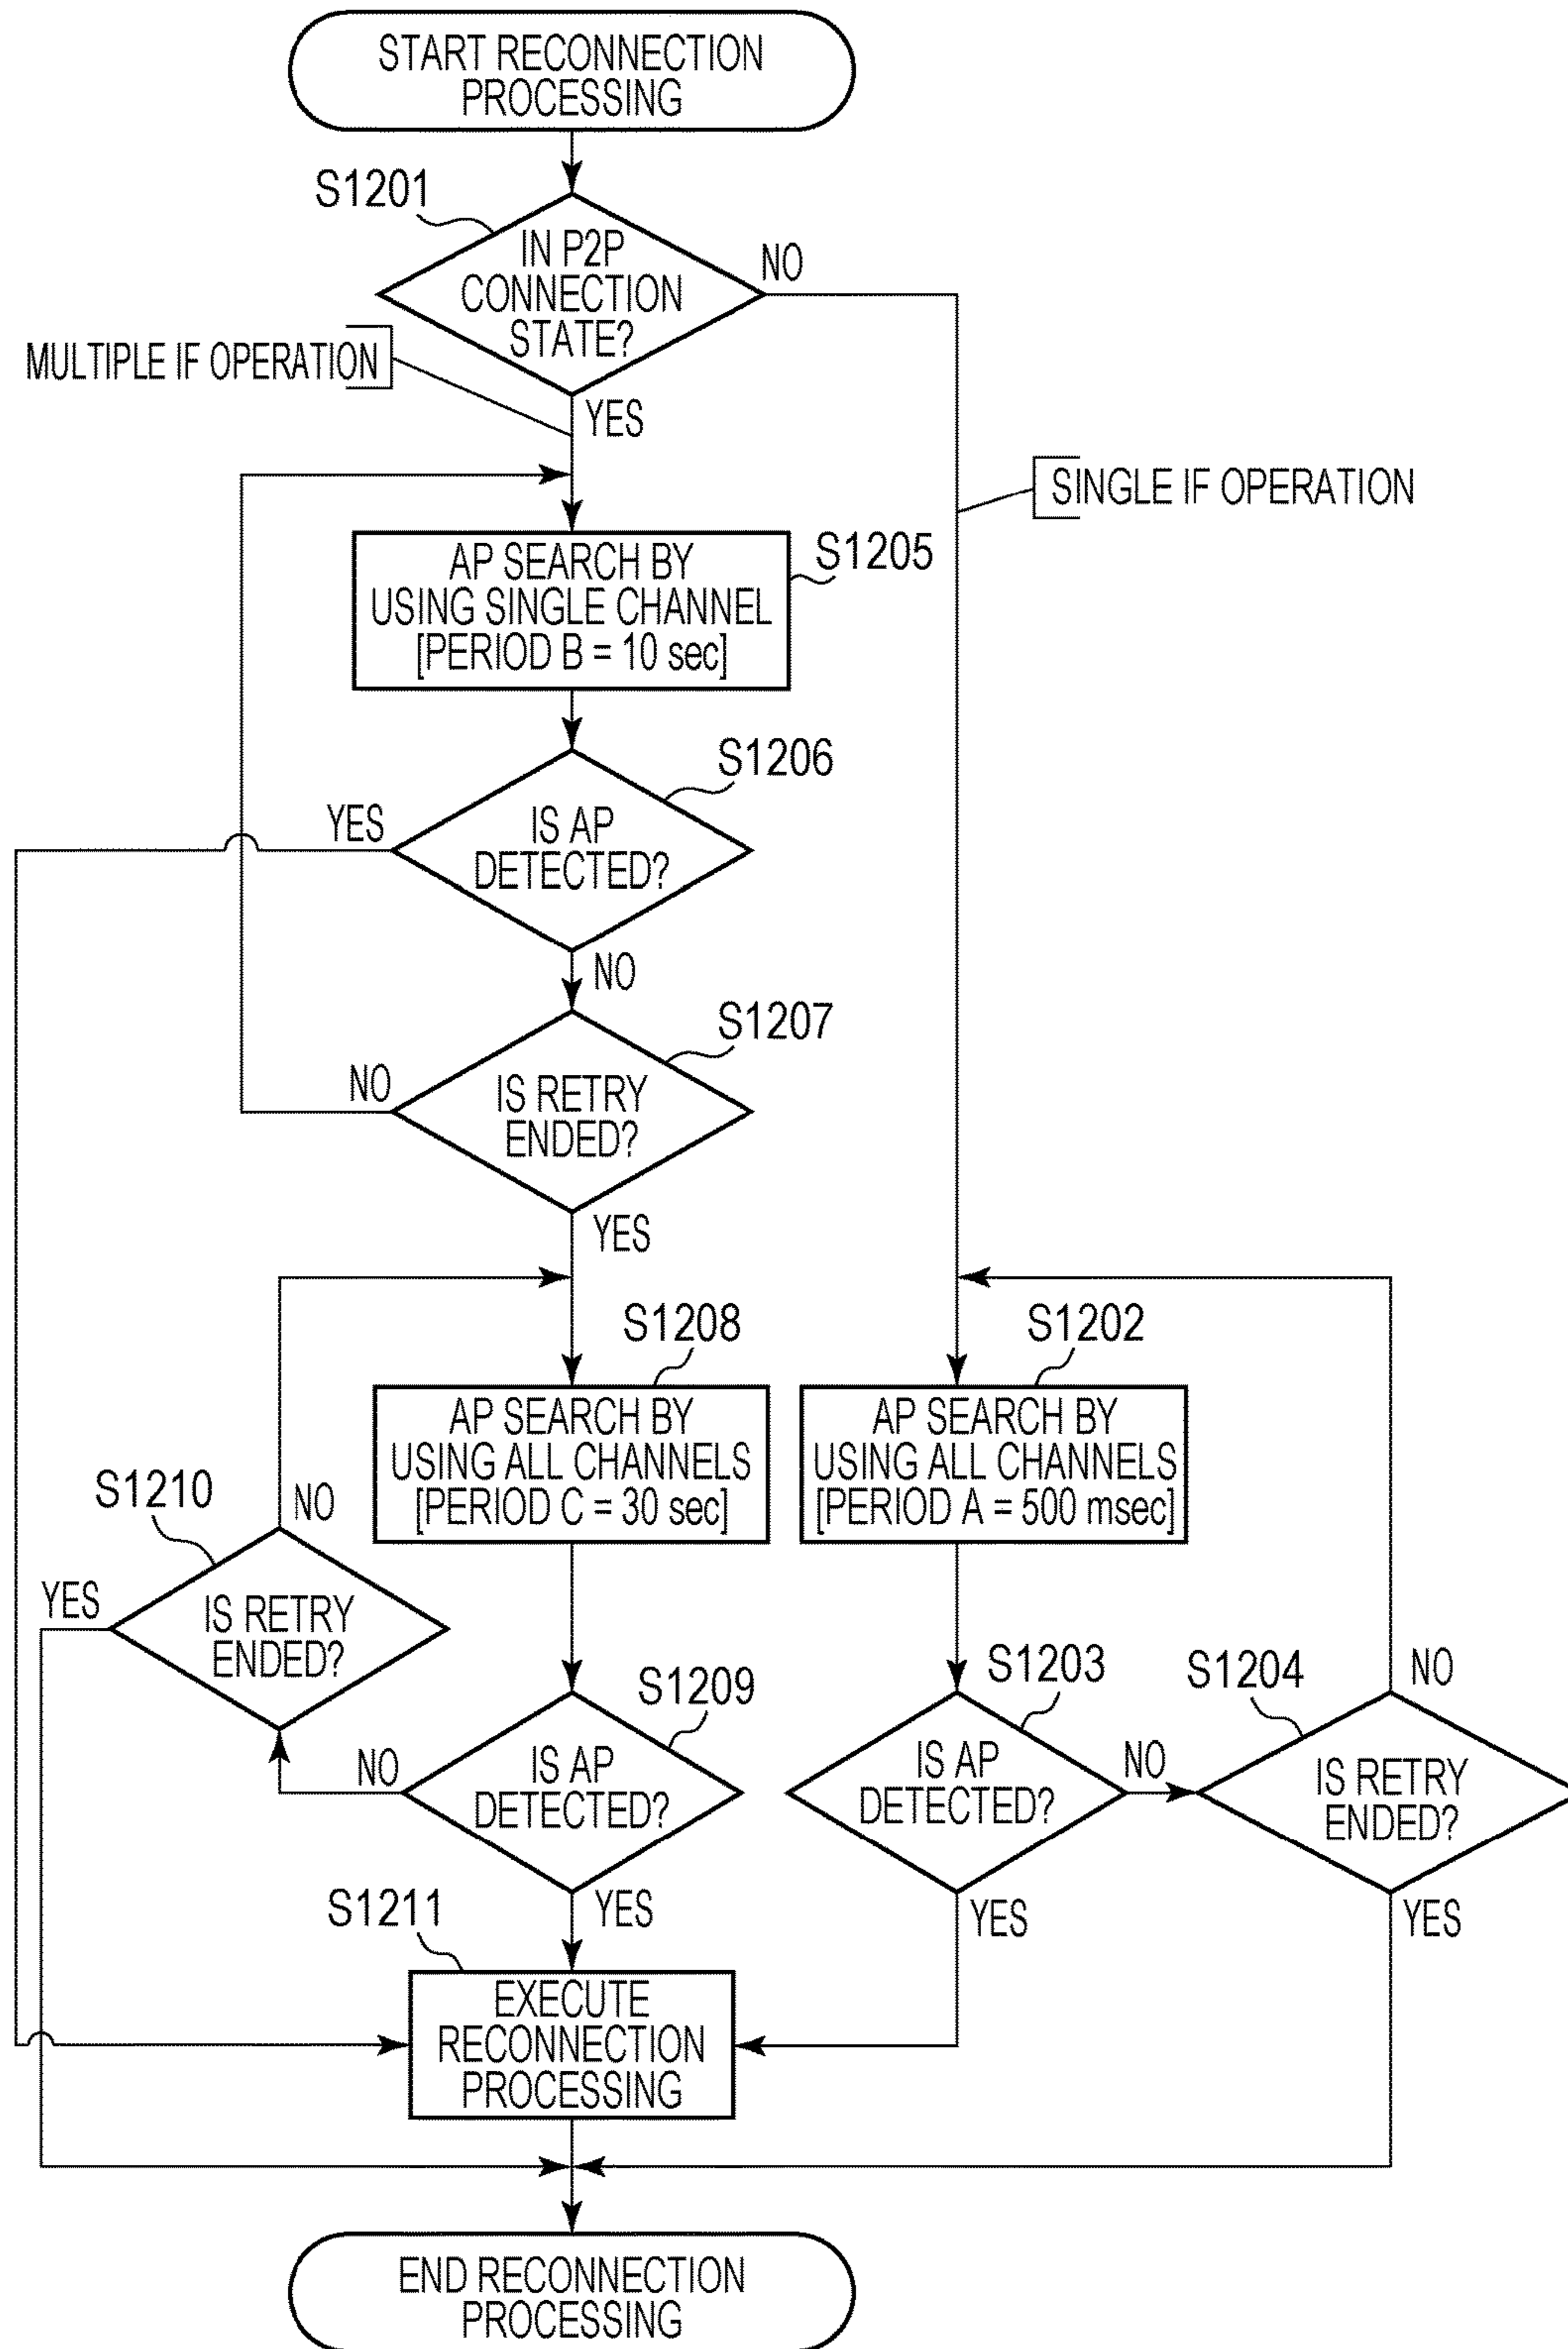 START RECONNECTION
PROCESSING
S1201
IN P2P
CONNECTION
STATE?
NO
MULTIPLE IF OPERATION
YES
SINGLE IF OPERATION
AP SEARCH BY
USING SINGLE CHANNEL
[PERIOD B = 10 sec]
S1205
S1206
YES
IS AP
DETECTED?
NO
S1207
NO
IS RETRY
ENDED?
YES
S1208
AP SEARCH BY
USING ALL CHANNELS
[PERIOD C = 30 sec]
S1202
AP SEARCH BY
USING ALL CHANNELS
[PERIOD A = 500 msec]
S1210
NO
YES
IS RETRY
ENDED?
S1209
NO
IS AP
DETECTED?
YES
S1203
IS AP
DETECTED?
NO
YES
S1204
NO
IS RETRY
ENDED?
YES
S1211
EXECUTE
RECONNECTION
PROCESSING
END RECONNECTION
PROCESSING